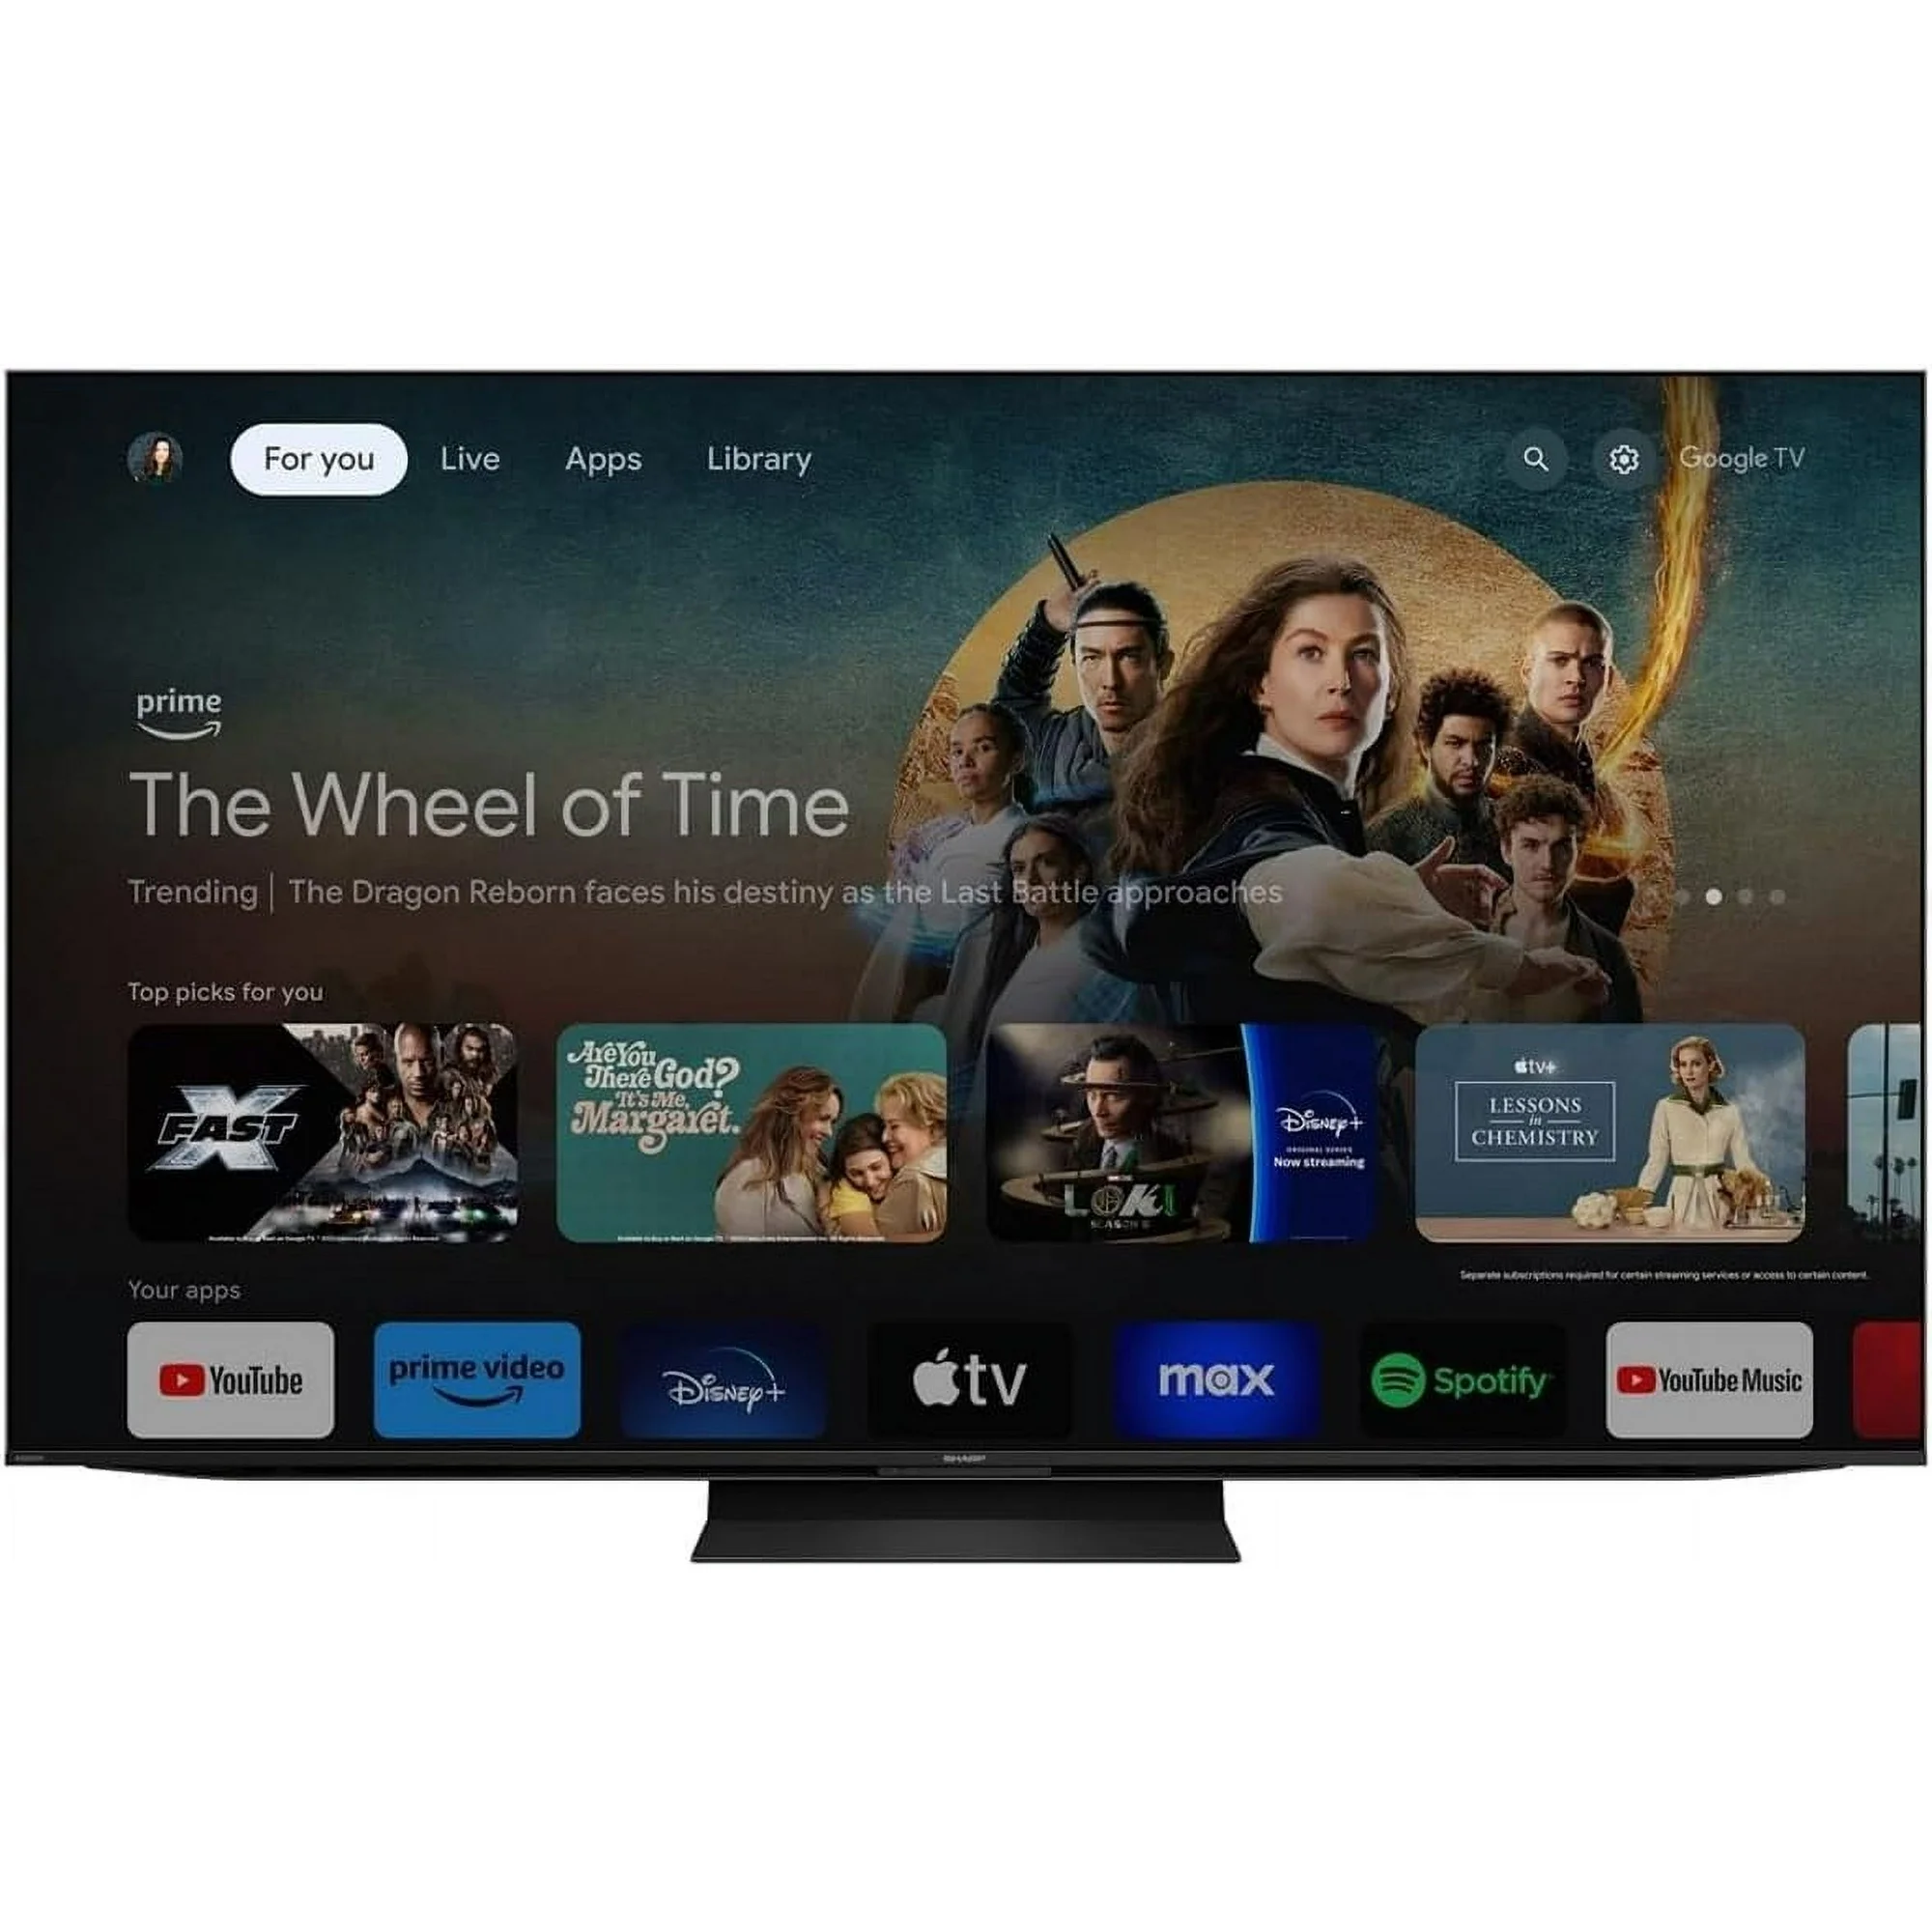 For you
Live
Apps
Library
Google TV
prime
The Wheel of Time
Trending | The Dragon Reborn faces his destiny as the Last Battle approaches
Top picks for you
FAST X
Are You
There God?
It's Me,
Margaret.
LOKI
SEASON 2
Disney+
ORIGINAL SERIES
Now streaming
tv+
LESSONS
in
CHEMISTRY
Separate subscriptions required for certain streaming services or access to certain content.
Your apps
YouTube
prime video
Disney+
tv
max
Spotify
YouTube Music
SHARP